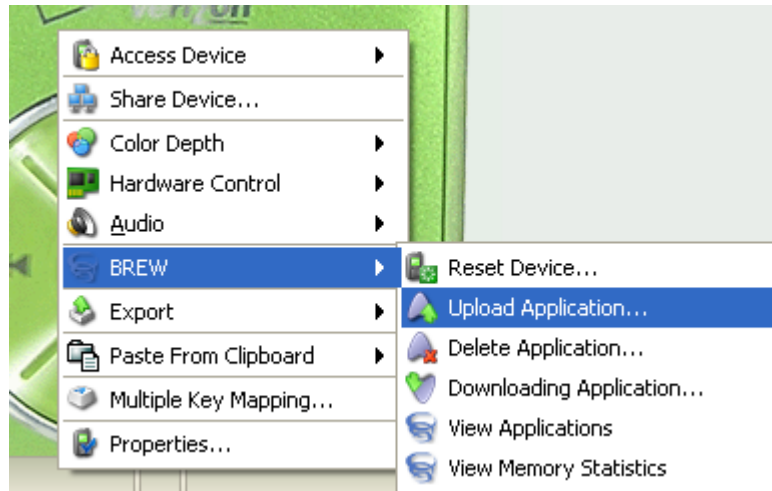 verizon
Access Device
Share Device...
Color Depth
Hardware Control
Audio
BREW
Export
Paste From Clipboard
Multiple Key Mapping...
Properties...
Reset Device...
Upload Application...
Delete Application...
Downloading Application...
View Applications
View Memory Statistics